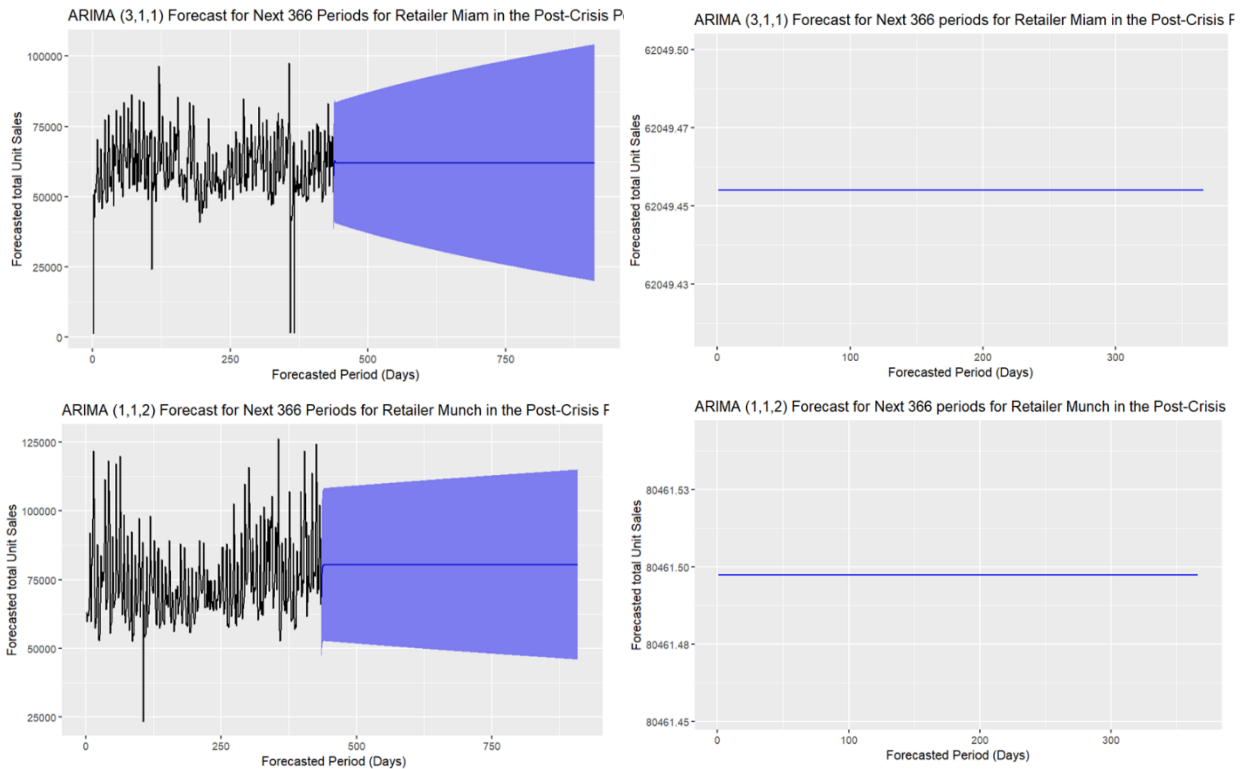 ARIMA (3,1,1) Forecast for Next 366 Periods for Retailer Miam in the Post-Crisis P
Forecasted total Unit Sales
100000
75000
50000
25000
0
0 250 500 750
Forecasted Period (Days)
ARIMA (3,1,1) Forecast for Next 366 periods for Retailer Miam in the Post-Crisis F
Forecasted total Unit Sales
62049.50
62049.47
62049.45
62049.43
0 100 200 300
Forecasted Period (Days)
ARIMA (1,1,2) Forecast for Next 366 Periods for Retailer Munch in the Post-Crisis F
Forecasted total Unit Sales
125000
100000
75000
50000
25000
0 250 500 750
Forecasted Period (Days)
ARIMA (1,1,2) Forecast for Next 366 periods for Retailer Munch in the Post-Crisis
Forecasted total Unit Sales
80461.53
80461.50
80461.48
80461.45
0 100 200 300
Forecasted Period (Days)